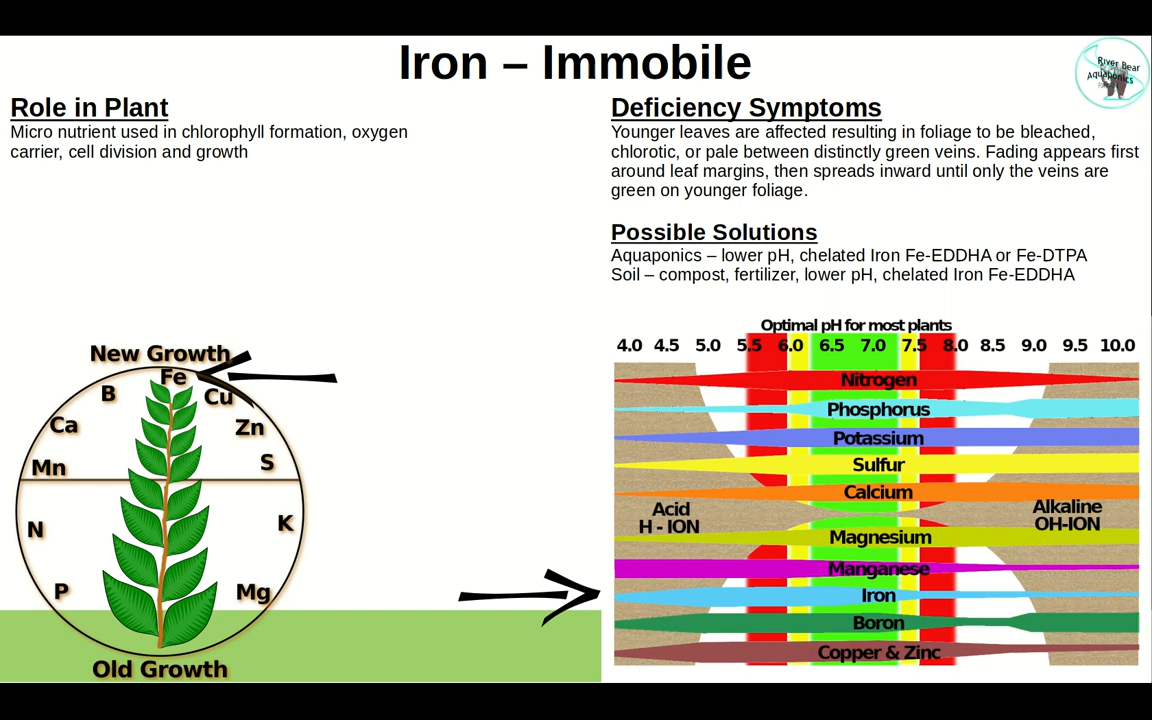 Iron – Immobile
River Bear
Aquaponics
Role in Plant
Micro nutrient used in chlorophyll formation, oxygen
carrier, cell division and growth
Deficiency Symptoms
Younger leaves are affected resulting in foliage to be bleached,
chlorotic, or pale between distinctly green veins. Fading appears first
around leaf margins, then spreads inward until only the veins are
green on younger foliage.
Possible Solutions
Aquaponics – lower pH, chelated Iron Fe-EDDHA or Fe-DTPA
Soil – compost, fertilizer, lower pH, chelated Iron Fe-EDDHA
New Growth
Fe
B
Cu
Ca
Zn
Mn
S
N
K
P
Mg
Old Growth
Optimal pH for most plants
4.0 4.5 5.0 5.5 6.0 6.5 7.0 7.5 8.0 8.5 9.0 9.5 10.0
Nitrogen
Phosphorus
Potassium
Sulfur
Calcium
Acid
H - ION
Alkaline
OH-ION
Magnesium
Manganese
Iron
Boron
Copper & Zinc